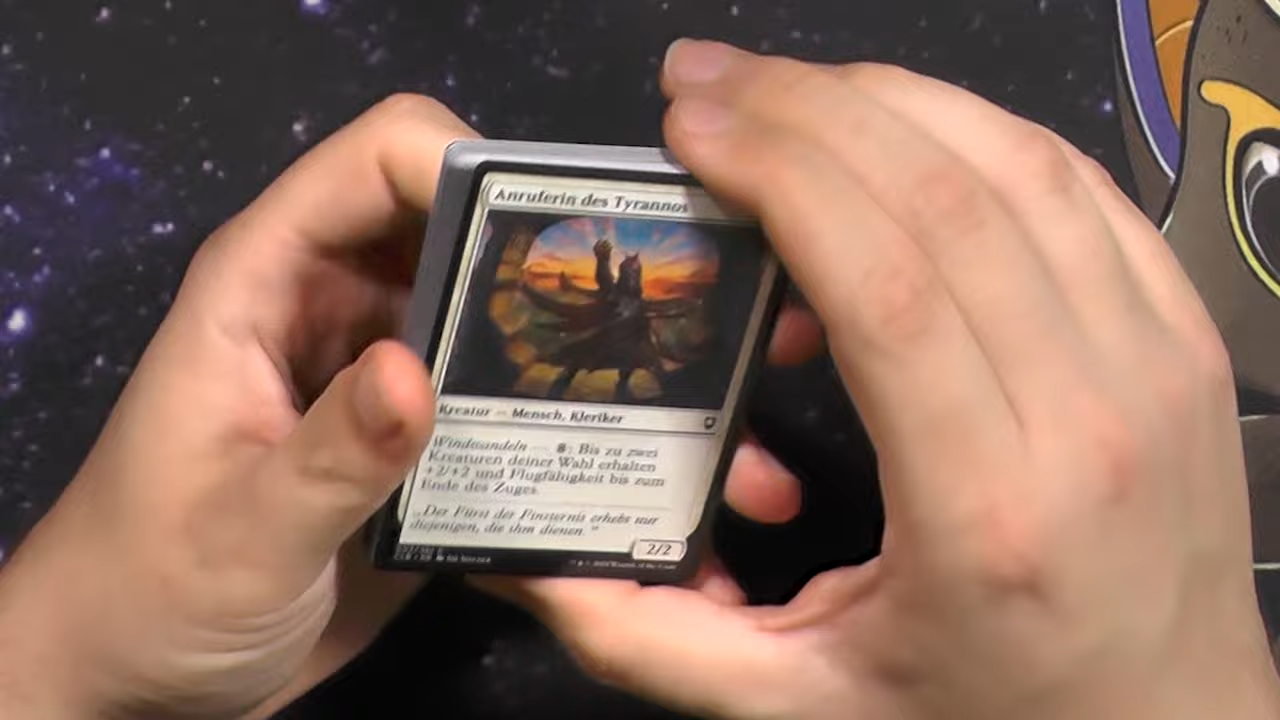 Anruferin des Tyrannos
Kreatur — Mensch, Kleriker
Windwandeln — 8: Bis zu zwei
Kreaturen deiner Wahl erhalten
+2/+2 und Flugfähigkeit bis zum
Ende des Zuges.
„Der Fürst der Finsternis erhebt nur
diejenigen, die ihm dienen.“
2/2